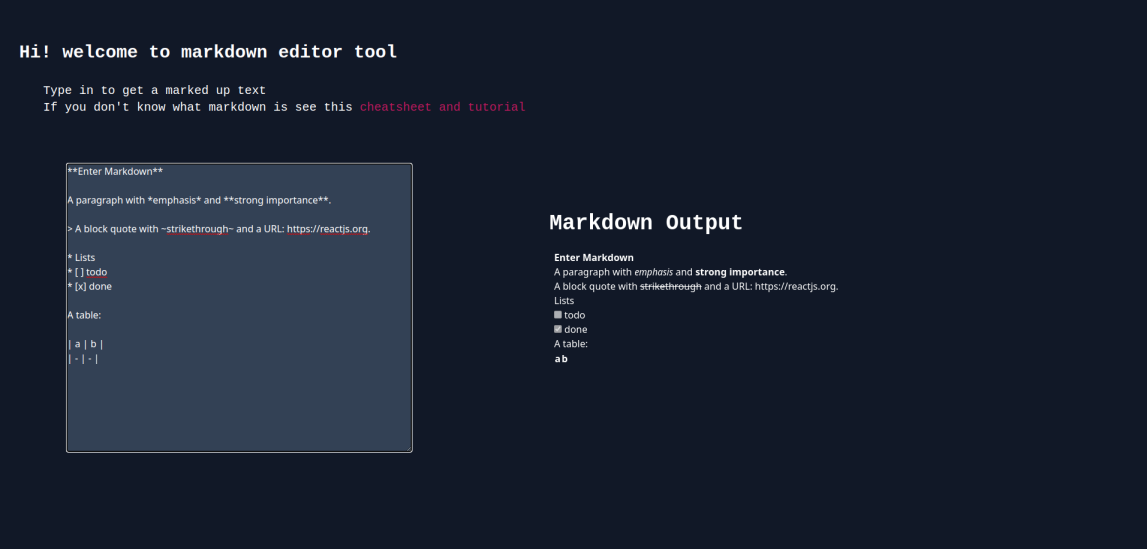 Hi! welcome to markdown editor tool
Type in to get a marked up text
If you don't know what markdown is see this cheatsheet and tutorial
**Enter Markdown**
A paragraph with *emphasis* and **strong importance**.
> A block quote with ~strikethrough~ and a URL: https://reactjs.org.
* Lists
* [ ] todo
* [x] done
A table:
| a | b |
| - | - |
Markdown Output
Enter Markdown
A paragraph with emphasis and strong importance.
A block quote with strikethrough and a URL: https://reactjs.org.
Lists
todo
done
A table:
a b